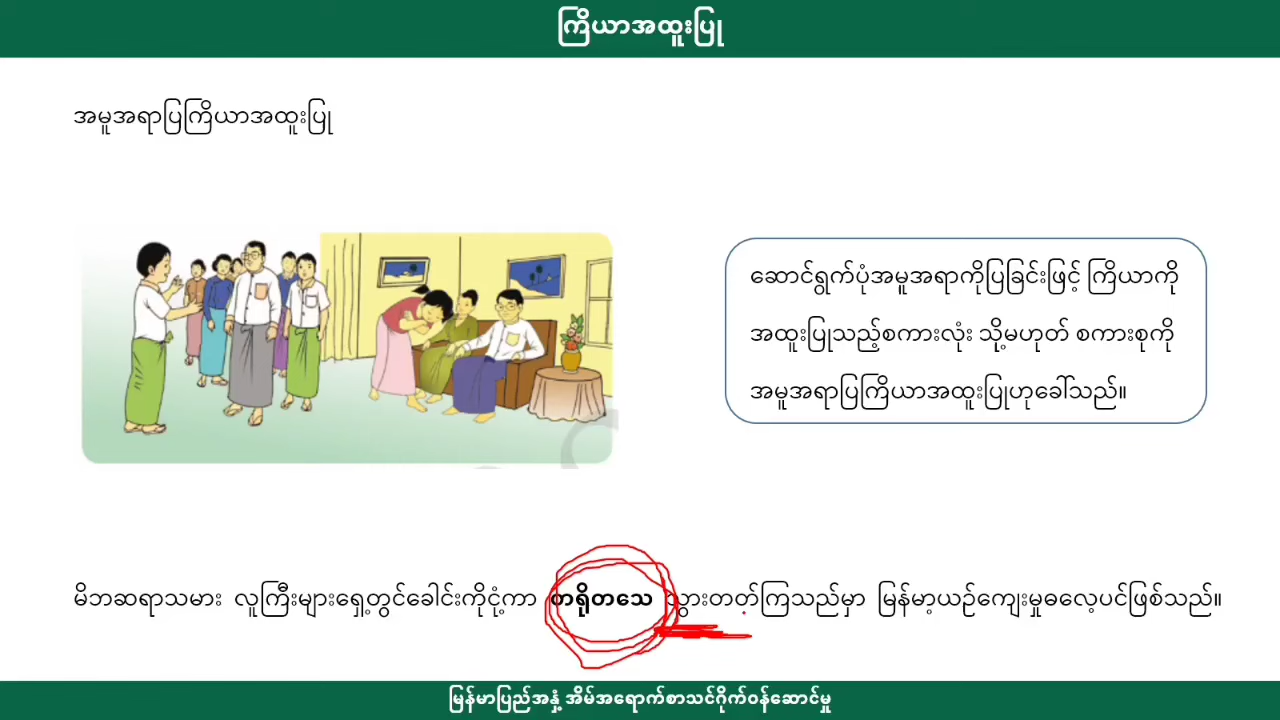 ကြိယာအထူးပြု
အမူအရာပြကြိယာအထူးပြု
ဆောင်ရွက်ပုံအမူအရာကိုပြခြင်းဖြင့် ကြိယာကို
အထူးပြုသည့်စကားလုံး သို့မဟုတ် စကားစုကို
အမူအရာပြကြိယာအထူးပြုဟုခေါ်သည်။
မိဘဆရာသမား လူကြီးများရှေ့တွင်ခေါင်းကိုငုံ့ကာ တရိုတသေ သွားတတ်ကြသည်မှာ မြန်မာ့ယဉ်ကျေးမှုဓလေ့ပင်ဖြစ်သည်။
မြန်မာပြည်အနှံ့ အိမ်အရောက်စာသင်ဂိုက်ဝန်ဆောင်မှု